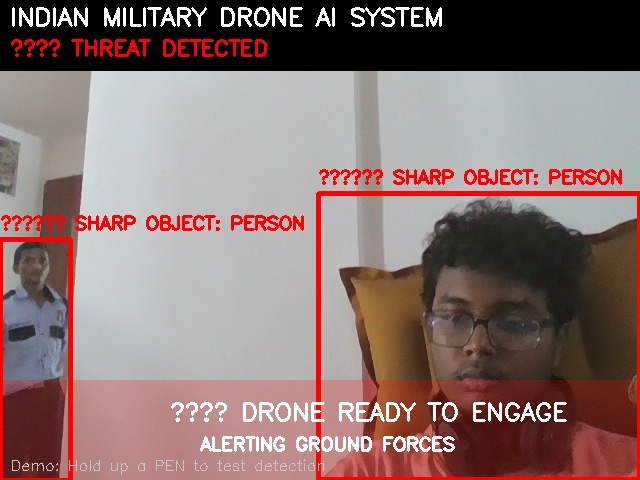 INDIAN MILITARY DRONE AI SYSTEM
???? THREAT DETECTED
?????? SHARP OBJECT: PERSON
?????? SHARP OBJECT: PERSON
???? DRONE READY TO ENGAGE
ALERTING GROUND FORCES
Demo: Hold up a PEN to test detection